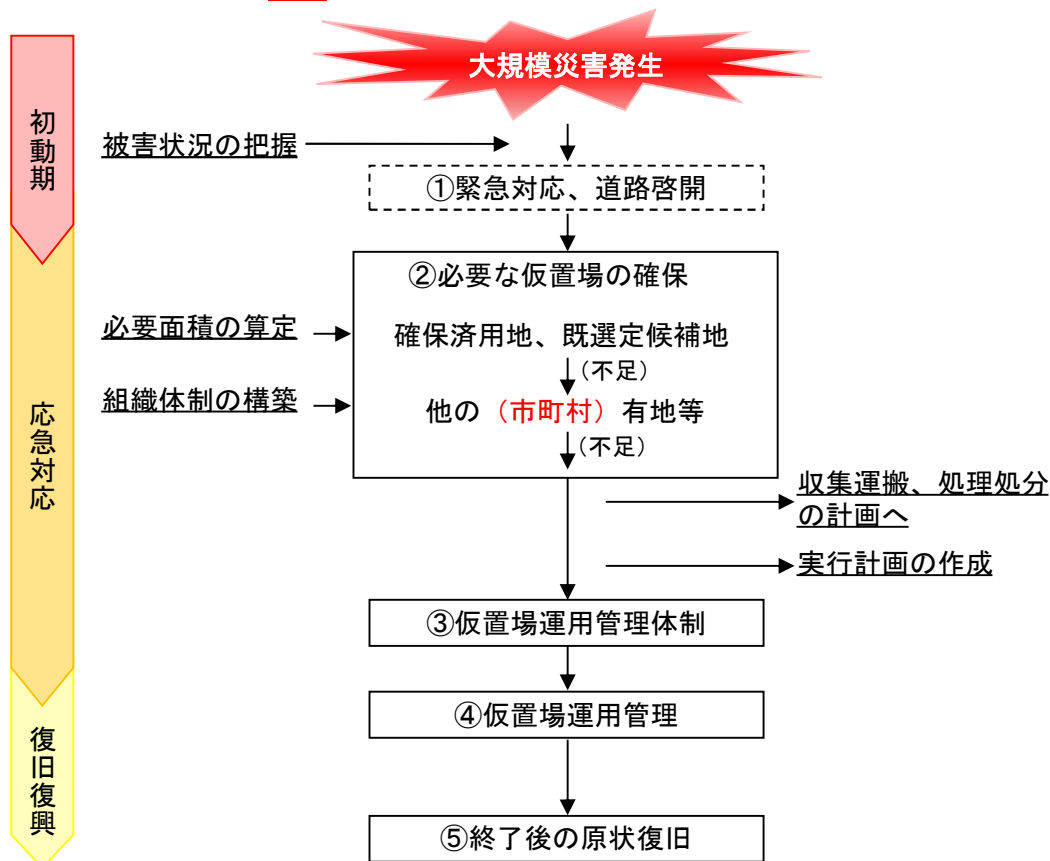 大規模災害発生
初動期
被害状況の把握
①緊急対応、道路啓開
②必要な仮置場の確保
必要面積の算定
確保済用地、既選定候補地
（不足）
組織体制の構築
他の（市町村）有地等
（不足）
応急対応
収集運搬、処理処分
の計画へ
実行計画の作成
③仮置場運用管理体制
④仮置場運用管理
復旧復興
⑤終了後の原状復旧